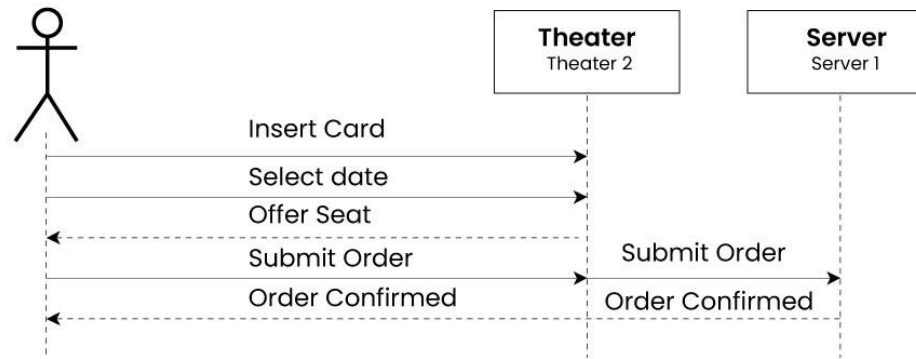 Theater
Theater 2
Server
Server 1
Insert Card
Select date
Offer Seat
Submit Order
Submit Order
Order Confirmed
Order Confirmed